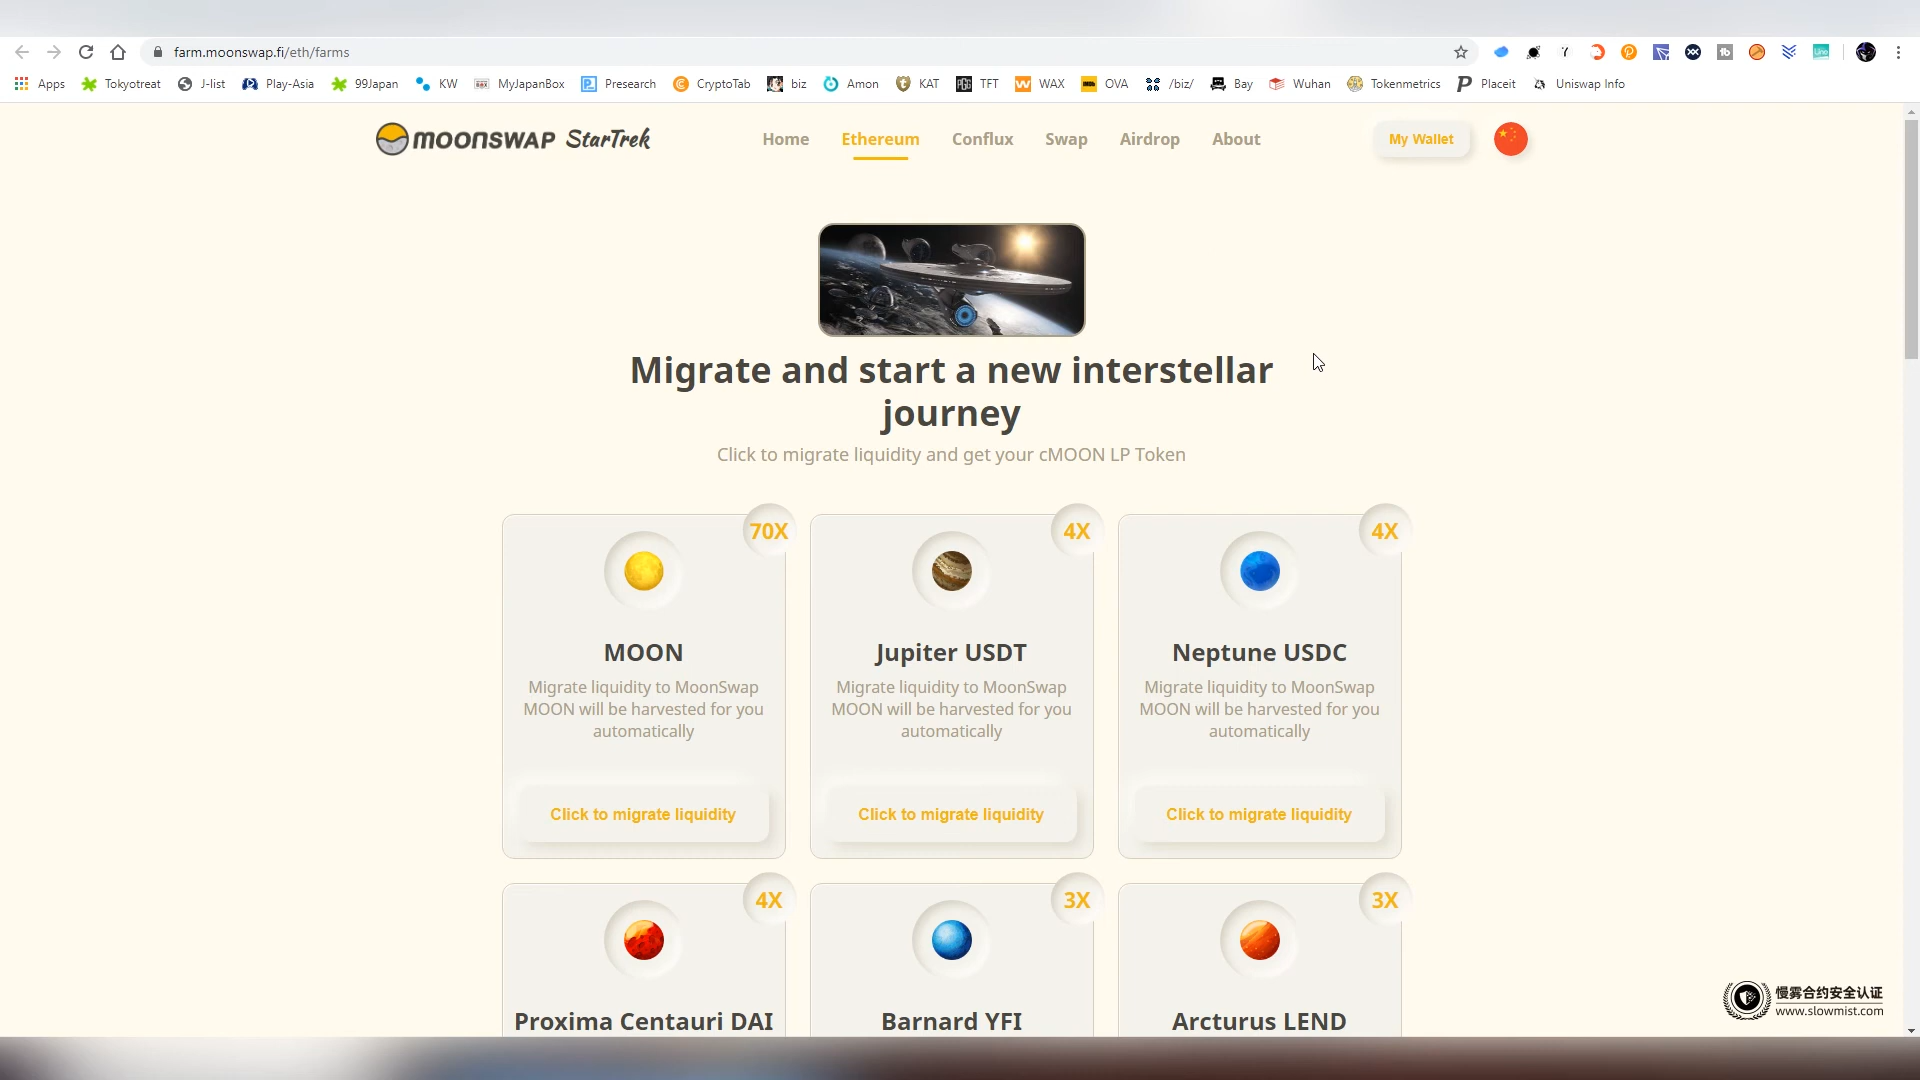 farm.moonswap.fi/eth/farms
Apps Tokyotreat J-list Play-Asia 99Japan KW MyJapanBox Presearch CryptoTab biz Amon KAT TFT WAX OVA /biz/ Bay Wuhan Tokenmetrics Placeit Uniswap Info
MOONSWAP StarTrek Home Ethereum Conflux Swap Airdrop About My Wallet
Migrate and start a new interstellar
journey
Click to migrate liquidity and get your cMOON LP Token
70X 4X 4X
MOON Jupiter USDT Neptune USDC
Migrate liquidity to MoonSwap Migrate liquidity to MoonSwap Migrate liquidity to MoonSwap
MOON will be harvested for you MOON will be harvested for you MOON will be harvested for you
automatically automatically automatically
Click to migrate liquidity Click to migrate liquidity Click to migrate liquidity
4X 3X 3X
慢雾合约安全认证
www.slowmist.com
Proxima Centauri DAI Barnard YFI Arcturus LEND